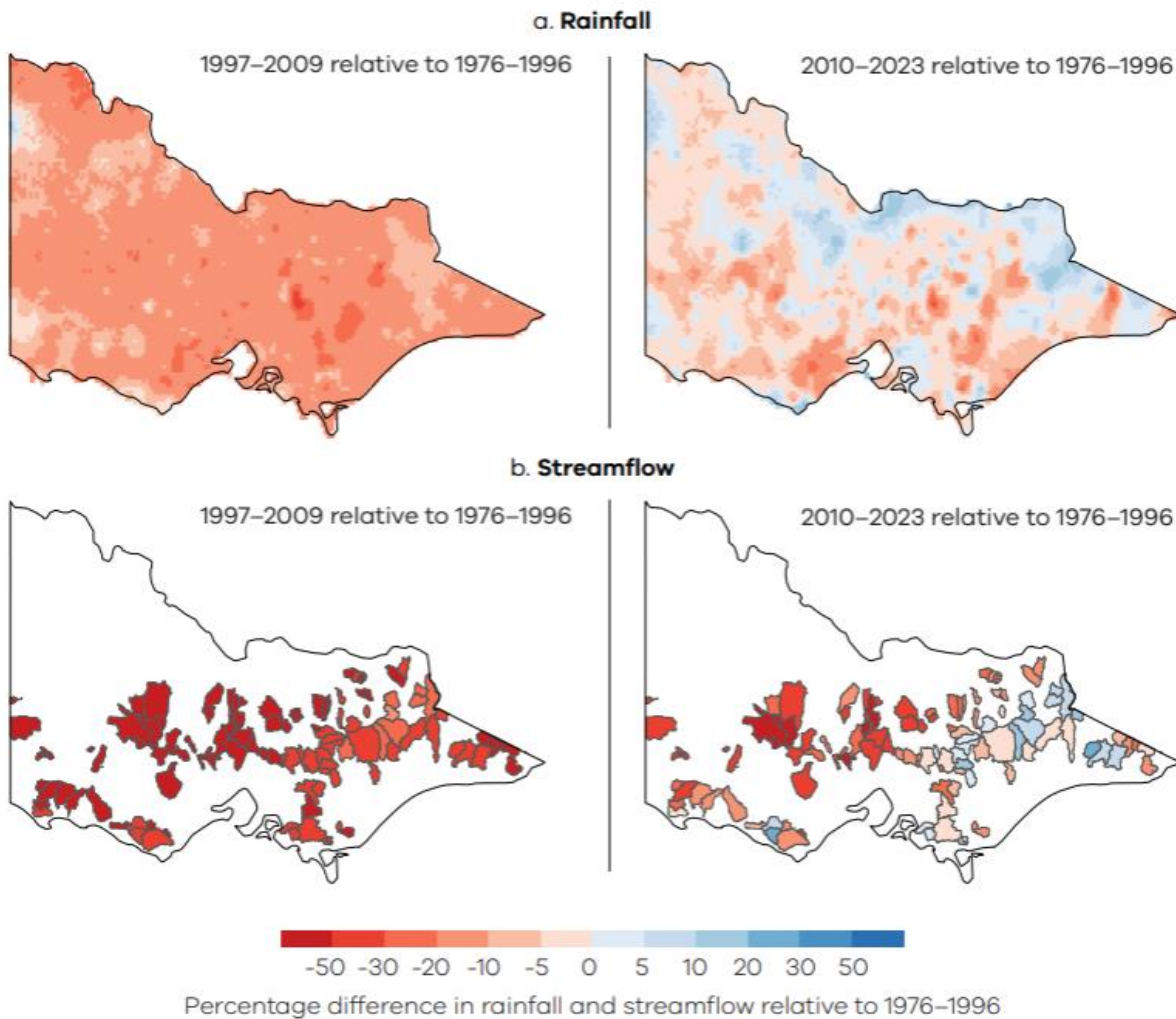 a. Rainfall
1997–2009 relative to 1976–1996
2010–2023 relative to 1976–1996
b. Streamflow
1997–2009 relative to 1976–1996
2010–2023 relative to 1976–1996
-50 -30 -20 -10 -5 0 5 10 20 30 50
Percentage difference in rainfall and streamflow relative to 1976–1996